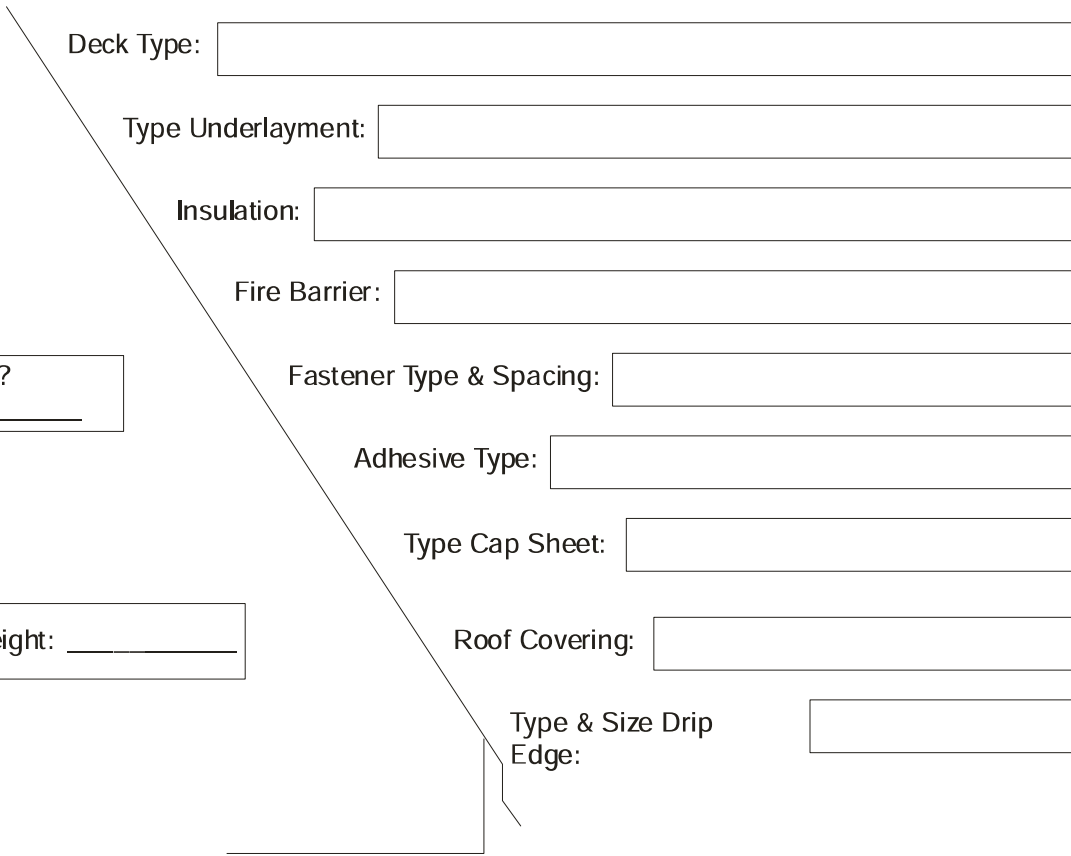 Deck Type:
Type Underlayment:
Insulation:
Fire Barrier:
?
Fastener Type & Spacing:
Adhesive Type:
Type Cap Sheet:
eight:
Roof Covering:
Type & Size Drip
Edge: